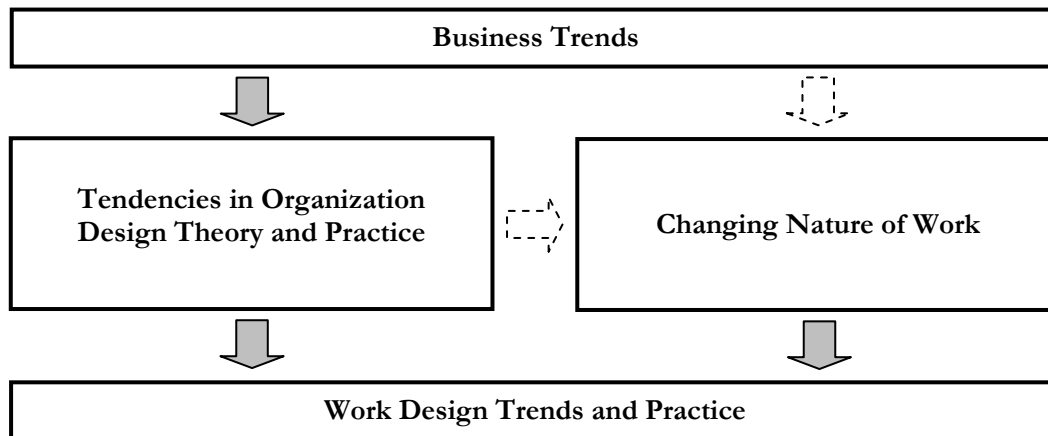 Business Trends
Tendencies in Organization
Design Theory and Practice
Changing Nature of Work
Work Design Trends and Practice